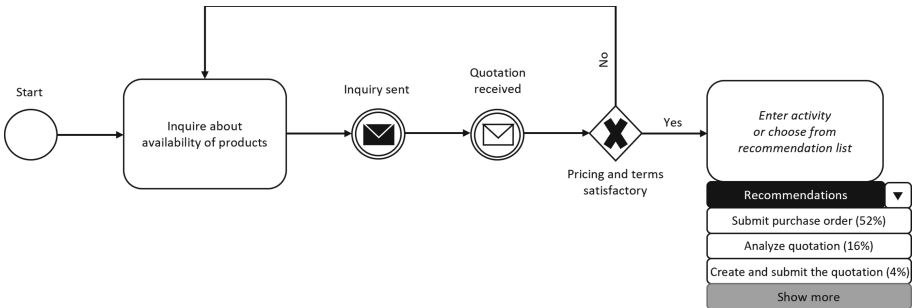 Start
Inquire about
availability of products
Inquiry sent
Quotation
received
No
Pricing and terms
satisfactory
Yes
Enter activity
or choose from
recommendation list
Recommendations
Submit purchase order (52%)
Analyze quotation (16%)
Create and submit the quotation (4%)
Show more